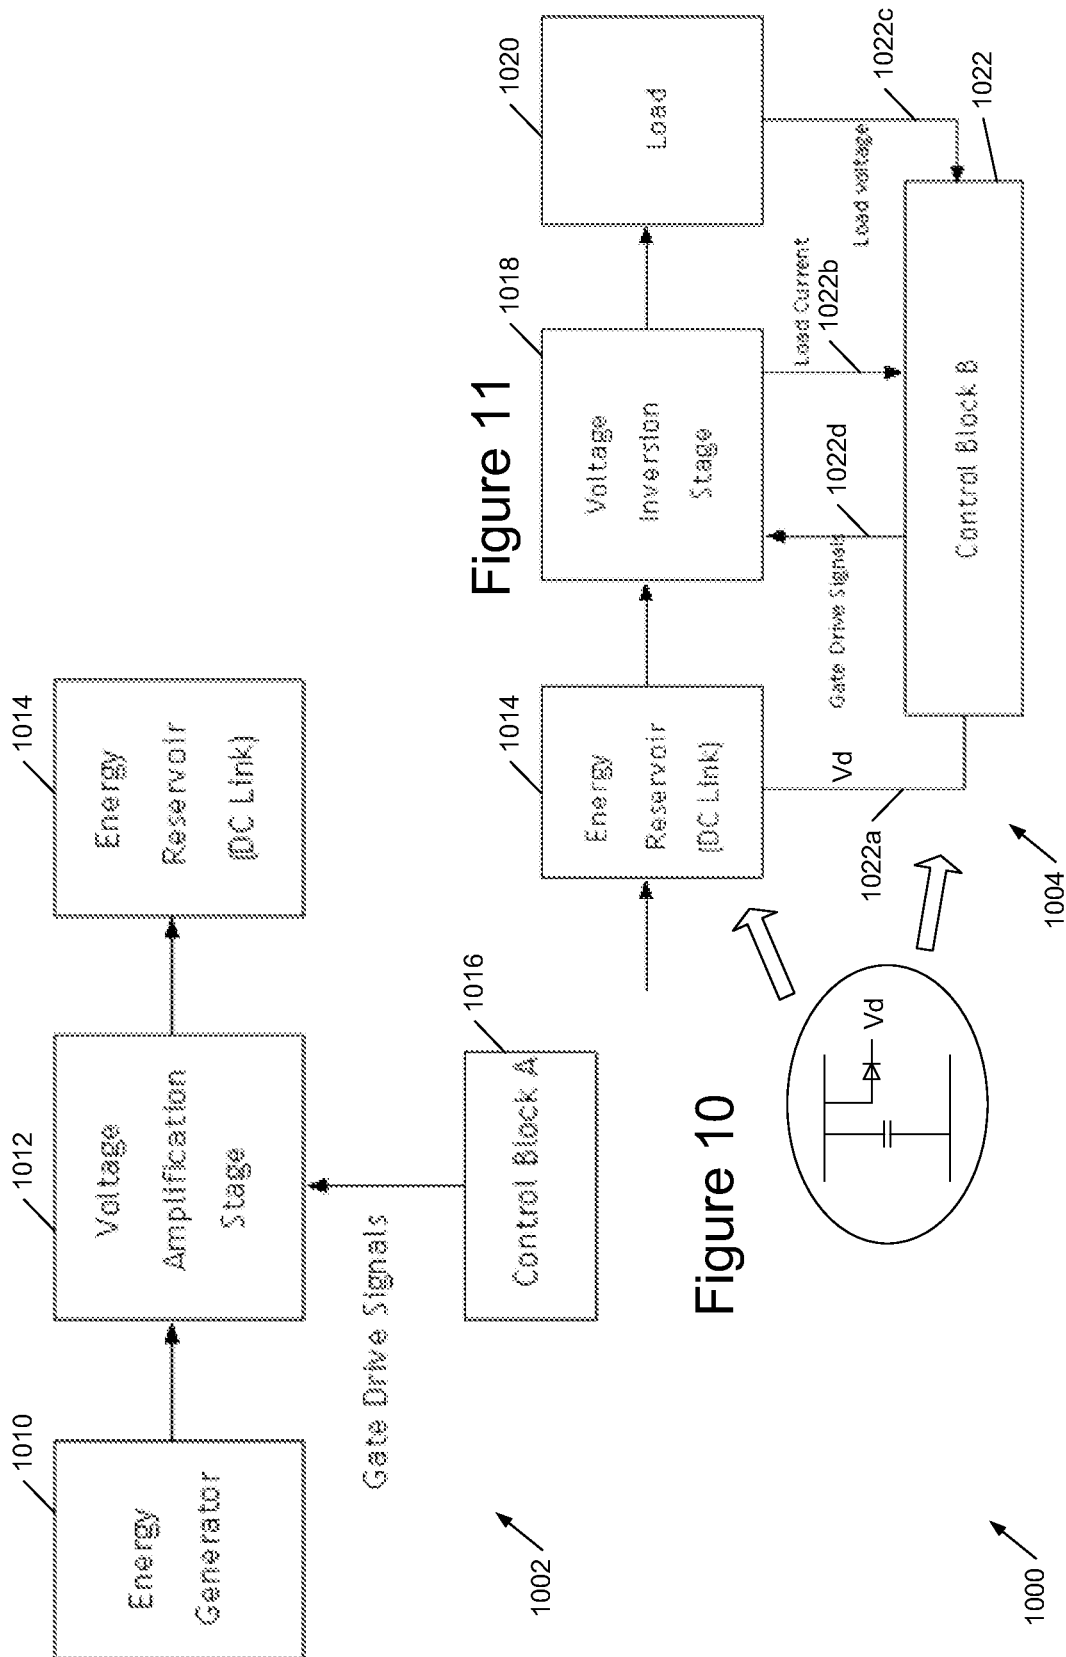 1010
Energy
Generator
1012
Voltage
Amplification
Stage
1014
Energy
Reservoir
(DC Link)
Gate Drive Signals
1016
Control Block A
1002
Figure 10
Figure 11
1014
Energy
Reservoir
(DC Link)
1018
Voltage
Inversion
Stage
1020
Load
Vd
1022a
Gate Drive Signals
1022d
Load Current
1022b
Load voltage
1022c
1022
Control Block B
Vd
1004
1000